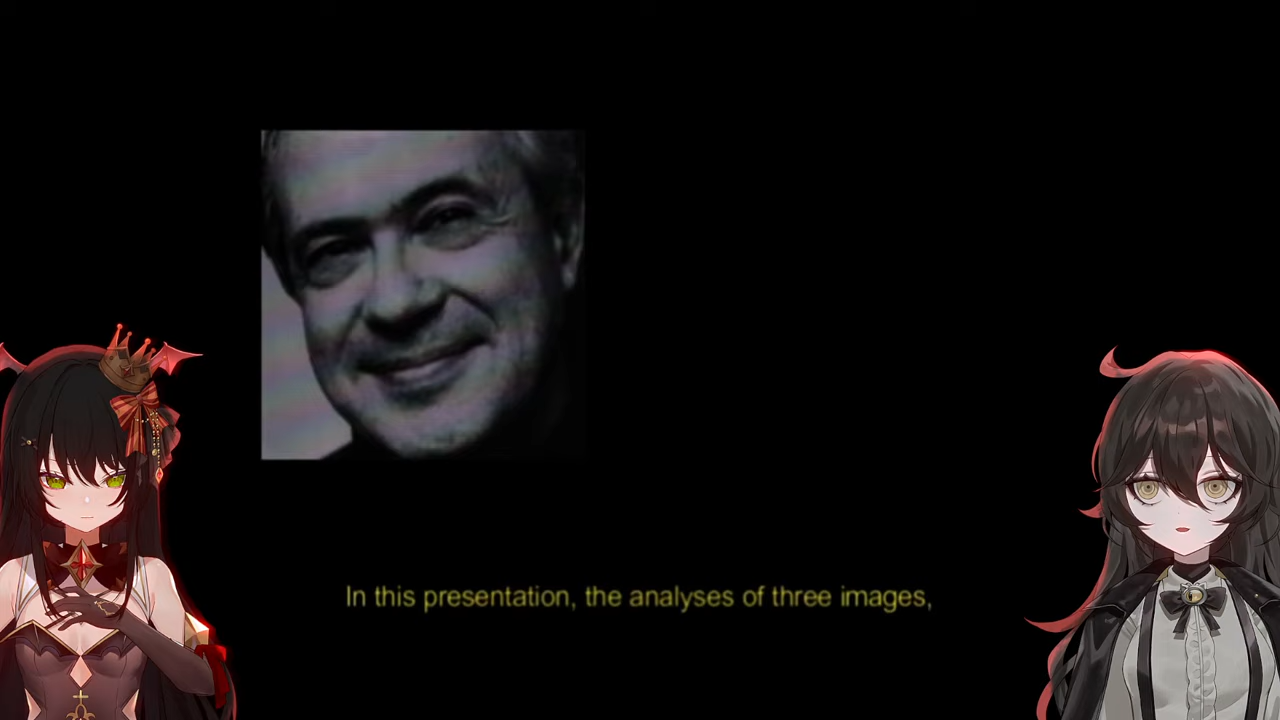 In this presentation, the analyses of three images,